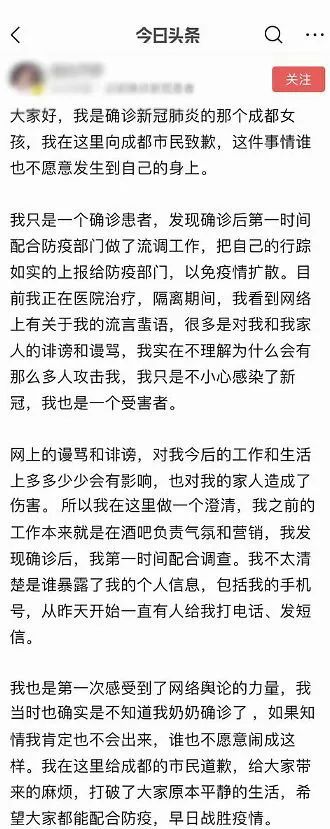 今日头条
关注
大家好，我是确诊新冠肺炎的那个成都女
孩，我在这里向成都市民致歉，这件事情谁
也不愿意发生到自己的身上。
我只是一个确诊患者，发现确诊后第一时间
配合防疫部门做了流调工作，把自己的行踪
如实的上报给防疫部门，以免疫情扩散。目
前我正在医院治疗，隔离期间，我看到网络
上有关于我的流言蜚语，很多是对我和我家
人的诽谤和谩骂，我实在不理解为什么会有
那么多人攻击我，我只是不小心感染了新
冠，我也是一个受害者。
网上的谩骂和诽谤，对我今后的工作和生活
上多多少少会有影响，也对我的家人造成了
伤害。 所以我在这里做一个澄清，我之前的
工作本来就是在酒吧负责气氛和营销，我发
现确诊后，我第一时间配合调查。我不太清
楚是谁暴露了我的个人信息，包括我的手机
号，从昨天开始一直有人给我打电话、发短
信。
我也是第一次感受到了网络舆论的力量，我
当时也确实是不知道我奶奶确诊了 ，如果知
情我肯定也不会出来，谁也不愿意闹成这
样。我在这里给成都的市民道歉，给大家带
来的麻烦，打破了大家原本平静的生活，希
望大家都能配合防疫，早日战胜疫情。